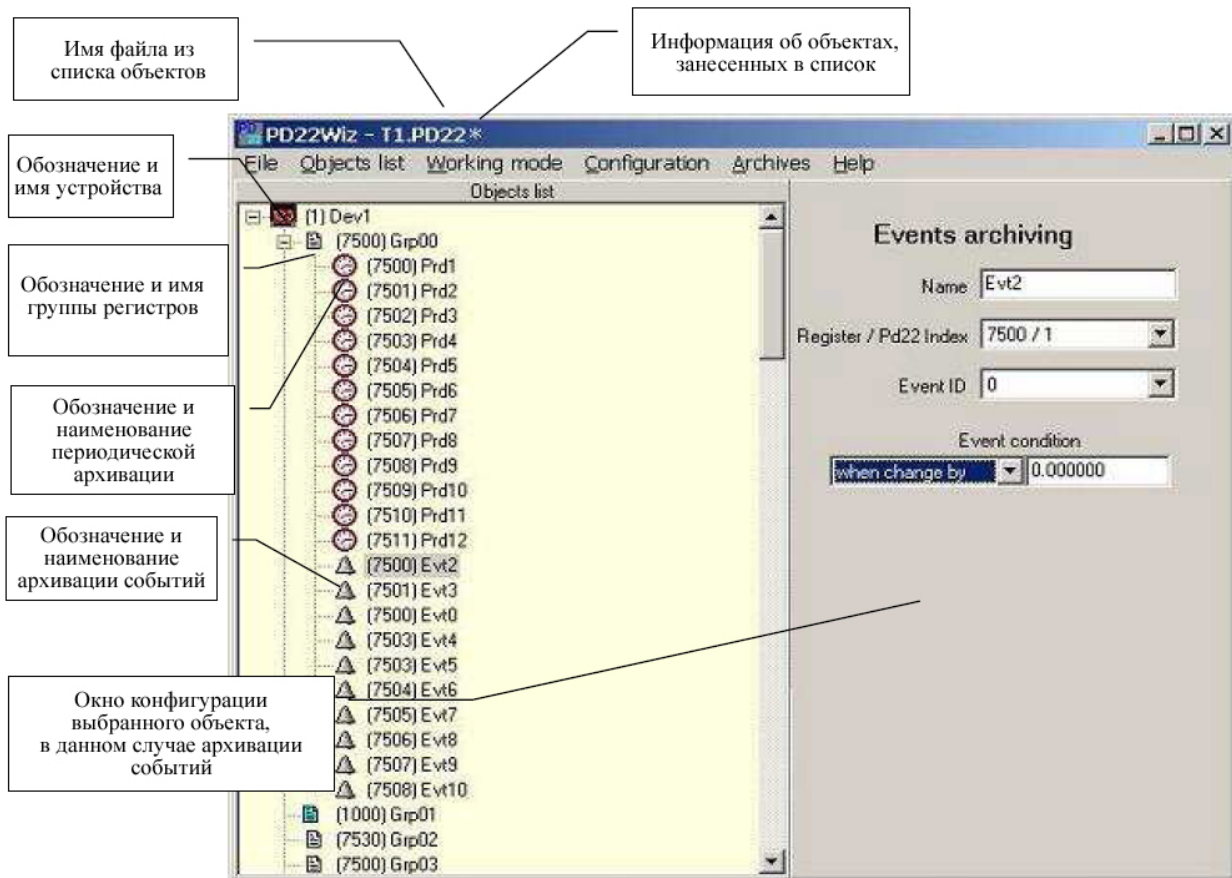 Имя файла из
списка объектов
Информация об объектах,
занесенных в список
PD22Wiz - T1.PD22*
File Objects list Working mode Configuration Archives Help
Обозначение и
имя устройства
Objects list
(1) Dev1
(7500) Grp00
(7500) Prd1
(7501) Prd2
(7502) Prd3
(7503) Prd4
(7504) Prd5
(7505) Prd6
(7506) Prd7
(7507) Prd8
(7508) Prd9
(7509) Prd10
(7510) Prd11
(7511) Prd12
(7500) Evt2
(7501) Evt3
(7500) Evt0
(7503) Evt4
(7503) Evt5
(7504) Evt6
(7505) Evt7
(7506) Evt8
(7507) Evt9
(7508) Evt10
(1000) Grp01
(7530) Grp02
(7500) Grp03
Обозначение и имя
группы регистров
Обозначение и
наименование
периодической
архивации
Обозначение и
наименование
архивации событий
Окно конфигурации
выбранного объекта,
в данном случае архивации
событий
Events archiving
Name Evt2
Register / Pd22 Index 7500 / 1
Event ID 0
Event condition
when change by 0.000000